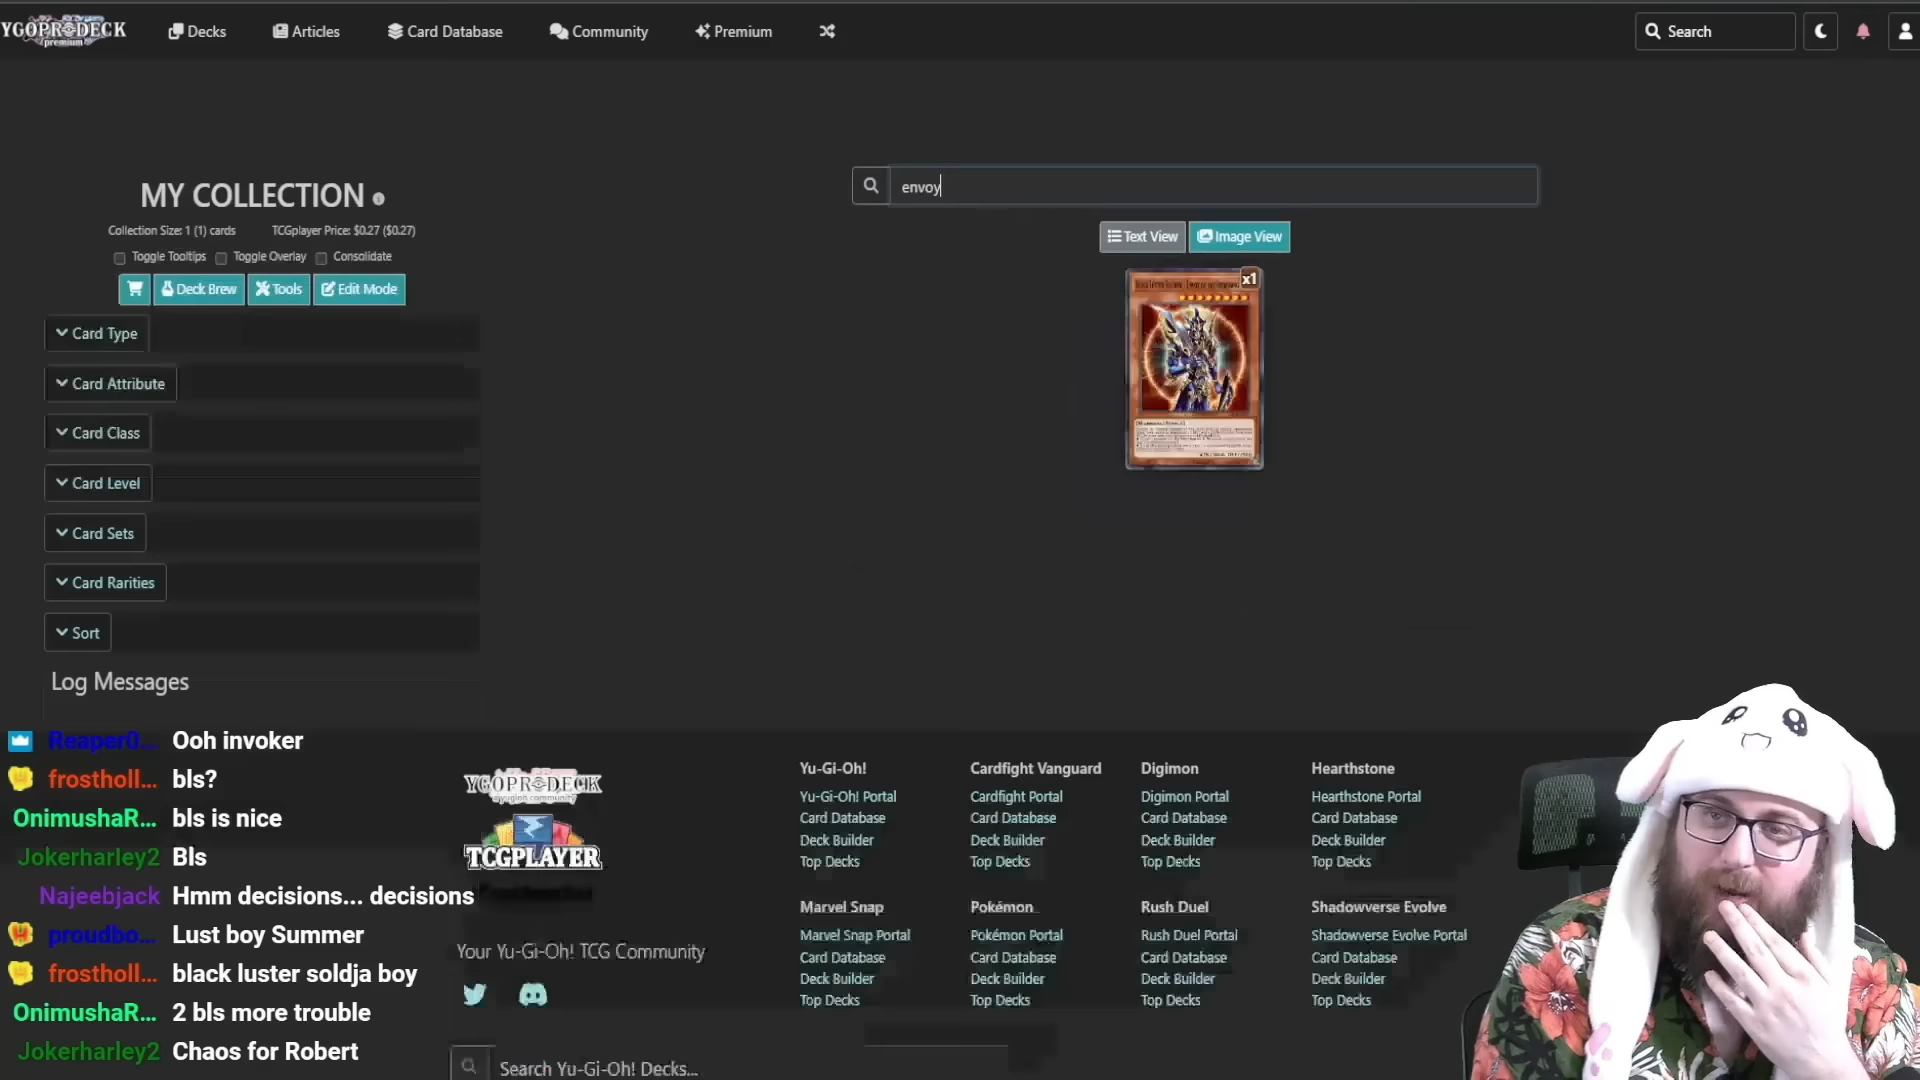 YGOPRODECK
premium
Decks
Articles
Card Database
Community
Premium
Search
MY COLLECTION
Collection Size: 1 (1) cards
TCGplayer Price: $0.27 ($0.27)
Toggle Tooltips
Toggle Overlay
Consolidate
Deck Brew
Tools
Edit Mode
Card Type
Card Attribute
Card Class
Card Level
Card Sets
Card Rarities
Sort
Log Messages
envoy
Text View
Image View
x1
Reaper0...
Ooh invoker
frostholl...
bls?
OnimushaR...
bls is nice
Jokerharley2
Bls
Najeebjack
Hmm decisions... decisions
proudbo...
Lust boy Summer
frostholl...
black luster soldja boy
OnimushaR...
2 bls more trouble
Jokerharley2
Chaos for Robert
YGOPRODECK
TCGPLAYER
Your Yu-Gi-Oh! TCG Community
Search Yu-Gi-Oh! Decks...
Yu-Gi-Oh!
Yu-Gi-Oh! Portal
Card Database
Deck Builder
Top Decks
Cardfight Vanguard
Cardfight Portal
Card Database
Deck Builder
Top Decks
Digimon
Digimon Portal
Card Database
Deck Builder
Top Decks
Hearthstone
Hearthstone Portal
Card Database
Deck Builder
Top Decks
Marvel Snap
Marvel Snap Portal
Card Database
Deck Builder
Top Decks
Pokémon
Pokémon Portal
Card Database
Deck Builder
Top Decks
Rush Duel
Rush Duel Portal
Card Database
Deck Builder
Top Decks
Shadowverse Evolve
Shadowverse Evolve Portal
Card Database
Deck Builder
Top Decks